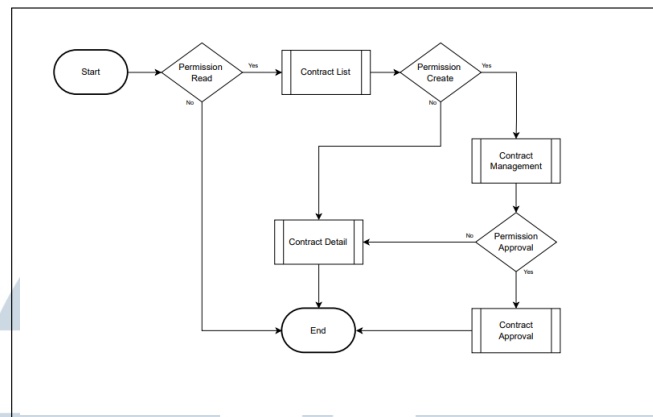 Start
Permission
Read
Yes
No
Contract List
Permission
Create
Yes
No
Contract
Management
Permission
Approval
No
Yes
Contract Detail
Contract
Approval
End